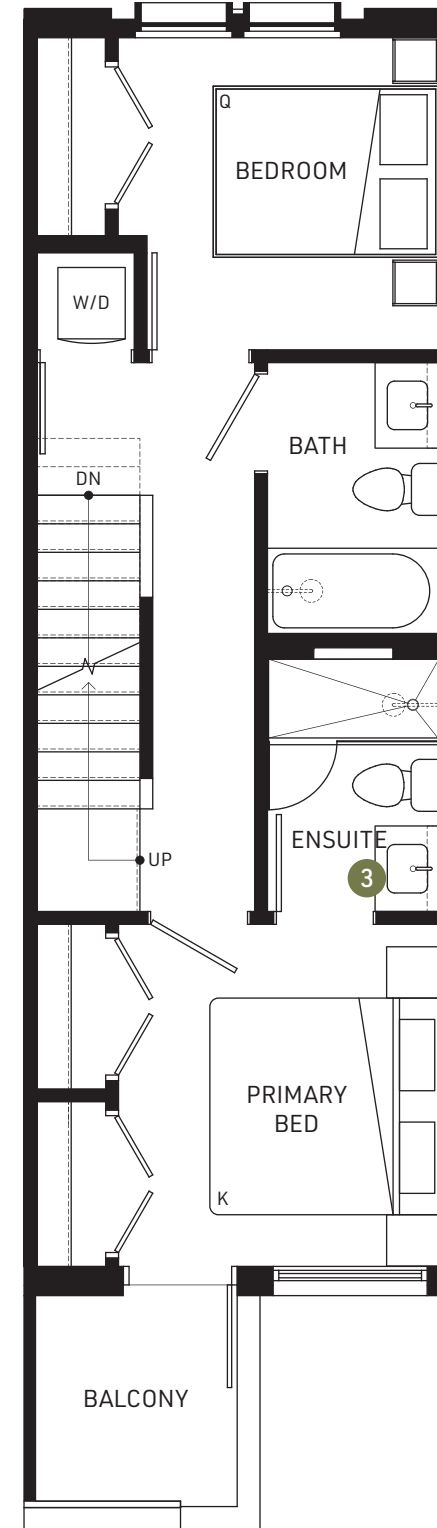 Q
BEDROOM
W/D
BATH
DN
UP
ENSUITE
3
PRIMARY
BED
K
BALCONY